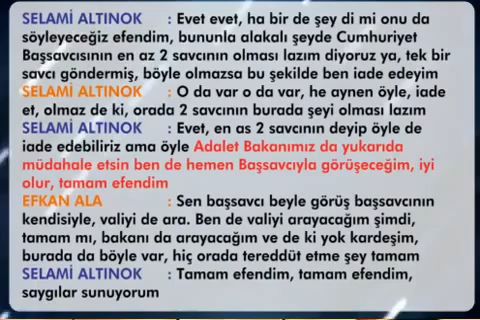 SELAMİ ALTINOK : Evet evet, ha bir de şey di mi onu da
söyleyeceğiz efendim, bununla alakalı şeyde Cumhuriyet
Başsavcısının en az 2 savcının olması lazım diyoruz ya, tek bir
savcı göndermiş, böyle olmazsa bu şekilde ben iade edeyim
SELAMİ ALTINOK : O da var o da var, he aynen öyle, iade
et, olmaz de ki, orada 2 savcının burada şeyi olması lazım
SELAMİ ALTINOK : Evet, en as 2 savcının deyip öyle de
iade edebiliriz ama öyle Adalet Bakanımız da yukarıda
müdahale etsin ben de hemen Başsavcıyla görüşeceğim, iyi
olur, tamam efendim
EFKAN ALA : Sen başsavcı beyle görüş başsavcının
kendisiyle, valiyi de ara. Ben de valiyi arayacağım şimdi,
tamam mı, bakanı da arayacağım ve de ki yok kardeşim,
burada da böyle var, hiç orada tereddüt etme şey tamam
SELAMİ ALTINOK : Tamam efendim, tamam efendim,
saygılar sunuyorum